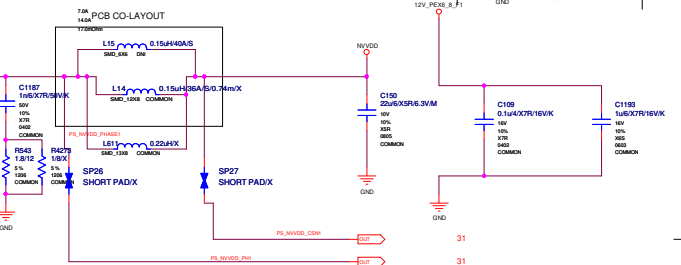 12V_PEX6_8_F1
GND
7.0A
14.0A
17.0mOhm
PCB CO-LAYOUT
L15
0.15uH/40A/S
SMD_6X6
DNI
NVVDD
L14
0.15uH/36A/S/0.74m/X
SMD_12X8
COMMON
C1187
1n/6/X7R/50V/K
50V
10%
X7R
0402
COMMON
C150
22u/6/X5R/6.3V/M
10V
10%
X5R
0805
COMMON
C109
0.1u/4/X7R/16V/K
16V
10%
X7R
0402
COMMON
C1193
1u/6/X7R/16V/K
16V
10%
X6S
0603
COMMON
PS_NVVDD_PHASE1
L611
0.22uH/X
SMD_13X8
COMMON
R543
1.8/12
5 %
1206
COMMON
R4273
1/8/X
5 %
1206
COMMON
SP26
SHORT PAD/X
SP27
SHORT PAD/X
GND
GND
GND
PS_NVVDD_CSN1
OUT
31
PS_NVVDD_PH1
OUT
31